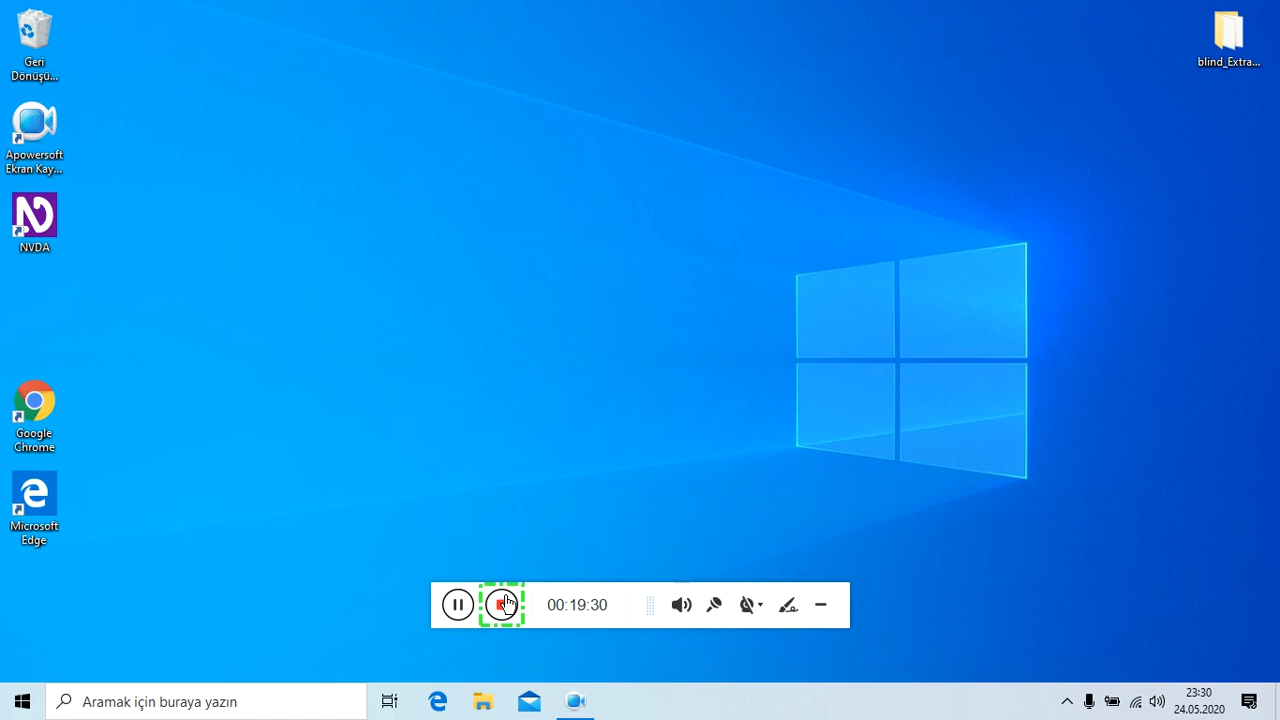 Geri
Dönüşü...
Apowersoft
Ekran Kay...
NVDA
Google
Chrome
Microsoft
Edge
blind_Extra...
00:19:30
Aramak için buraya yazın
23:30
24.05.2020